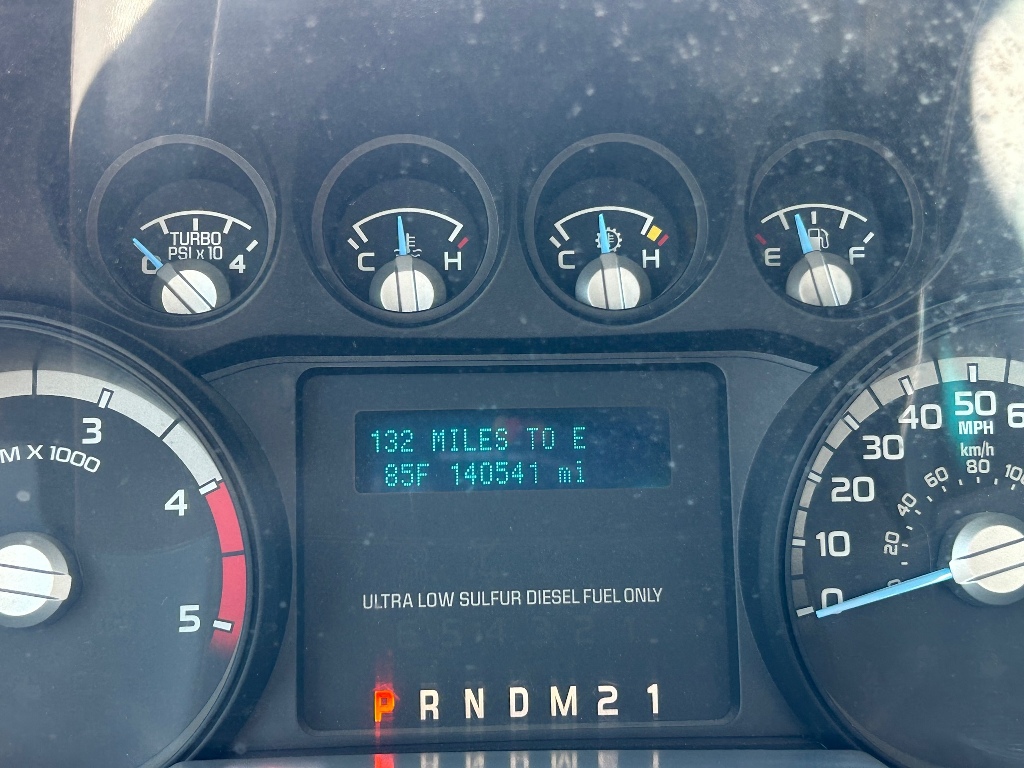 TURBO
PSI x 10
0 4
C H
C H
E F
3
4
5
M X 1000
132 MILES TO E
85F 140541 mi
ULTRA LOW SULFUR DIESEL FUEL ONLY
P R N D M 2 1
0 10 20 30 40 50
MPH
km/h
20 40 60 80